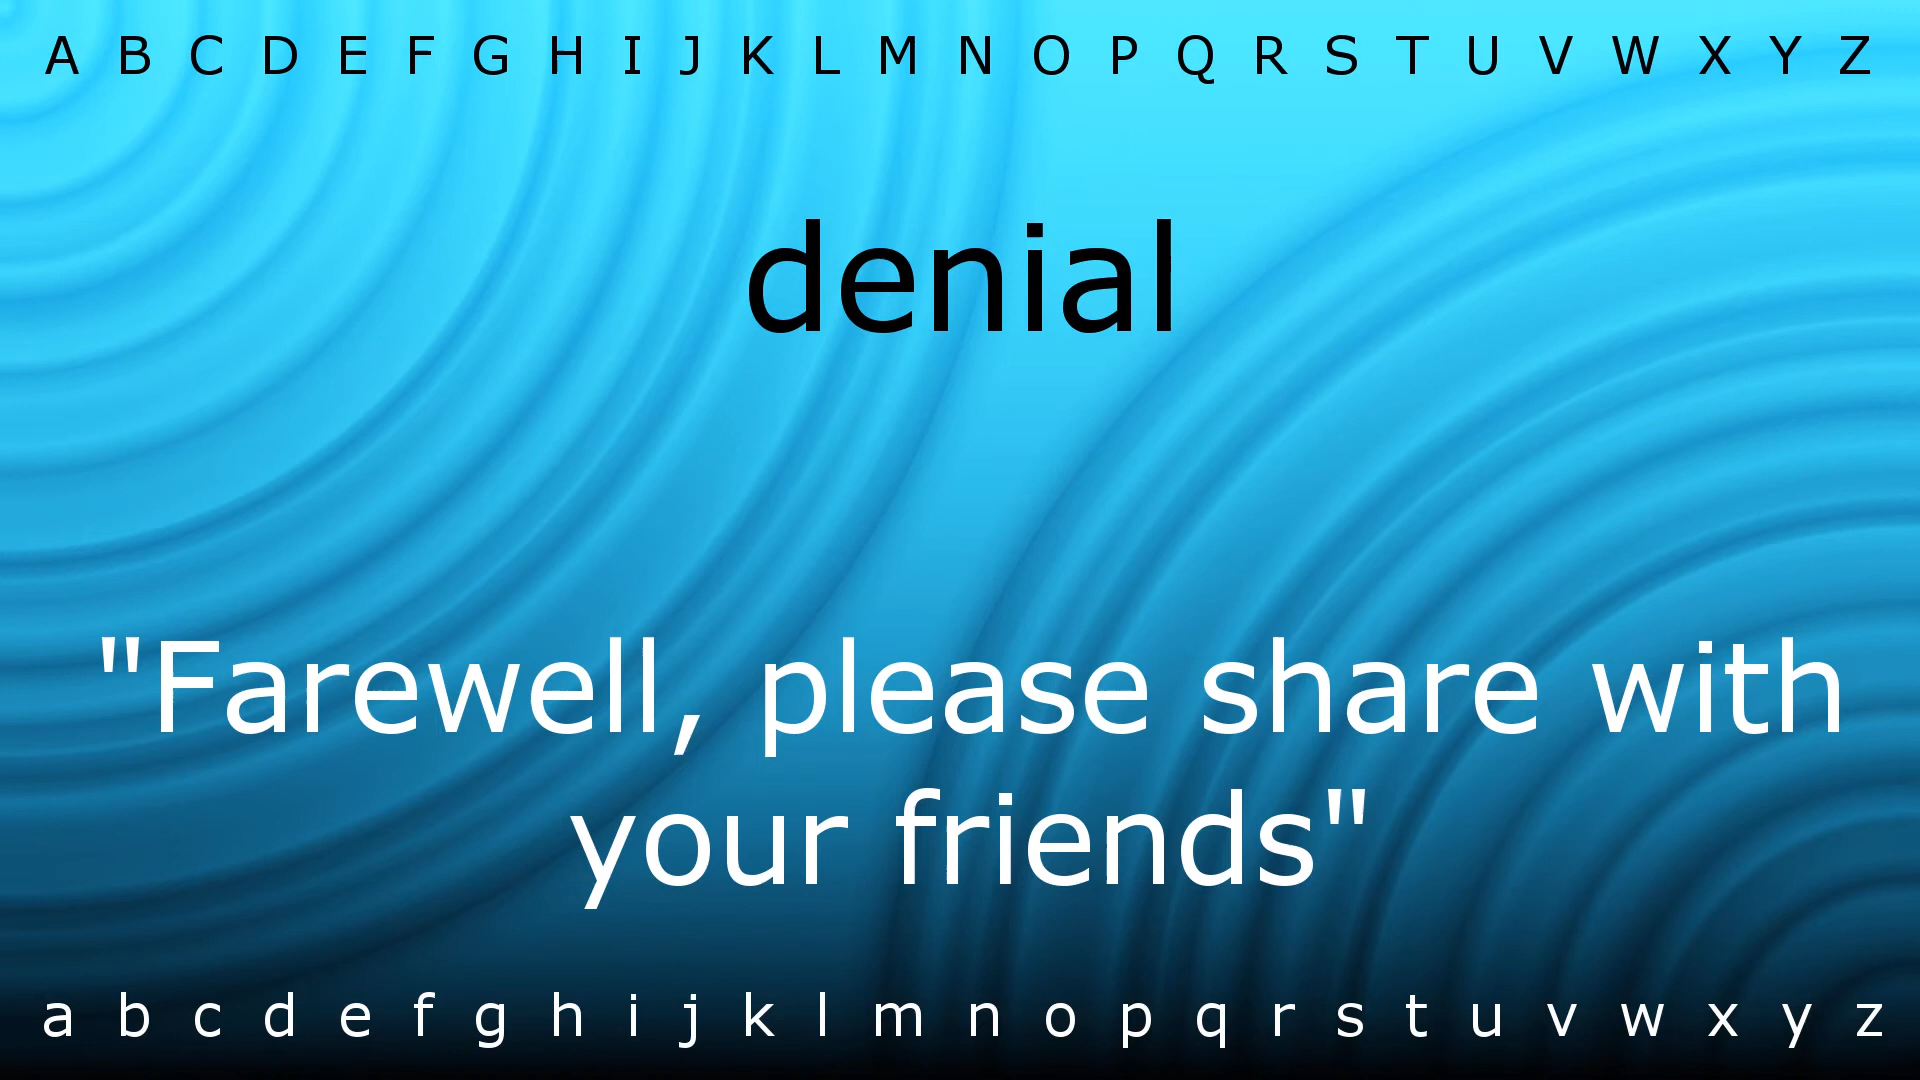 A B C D E F G H I J K L M N O P Q R S T U V W X Y Z
denial
"Farewell, please share with
your friends"
a b c d e f g h i j k l m n o p q r s t u v w x y z